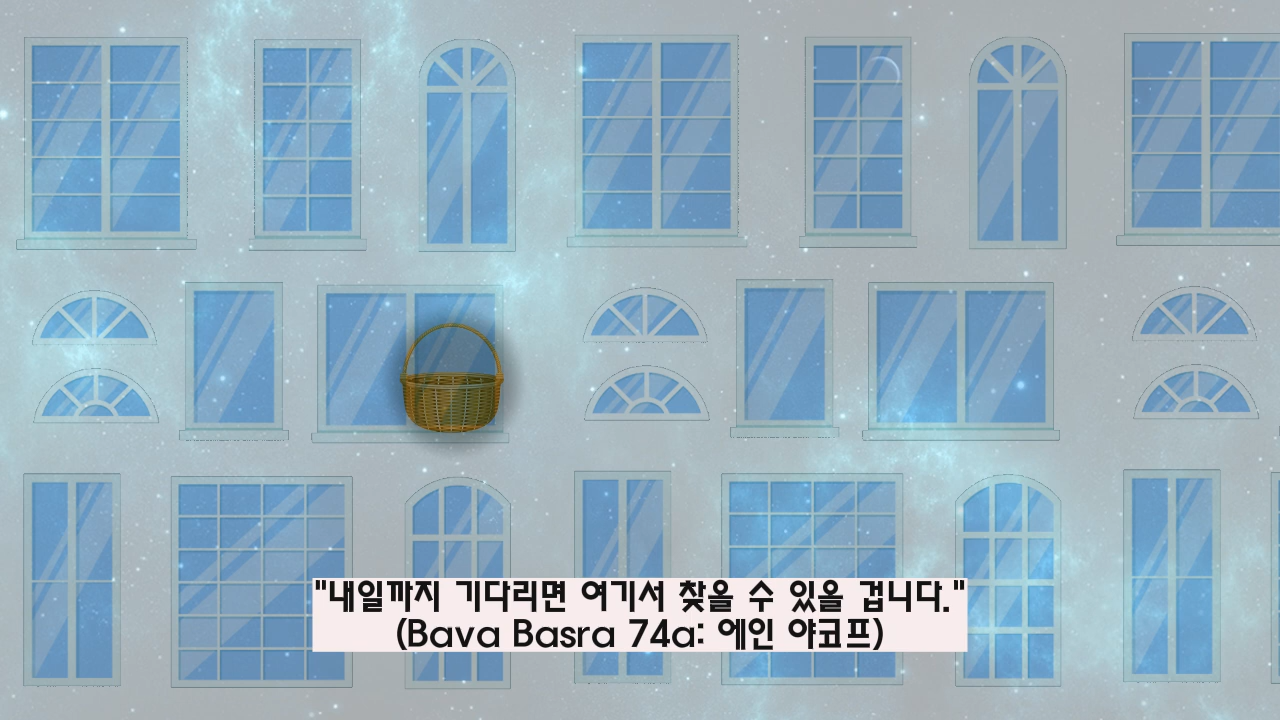 "내일까지 기다리면 여기서 찾을 수 있을 겁니다."
(Bava Basra 74a: 에인 야코프)